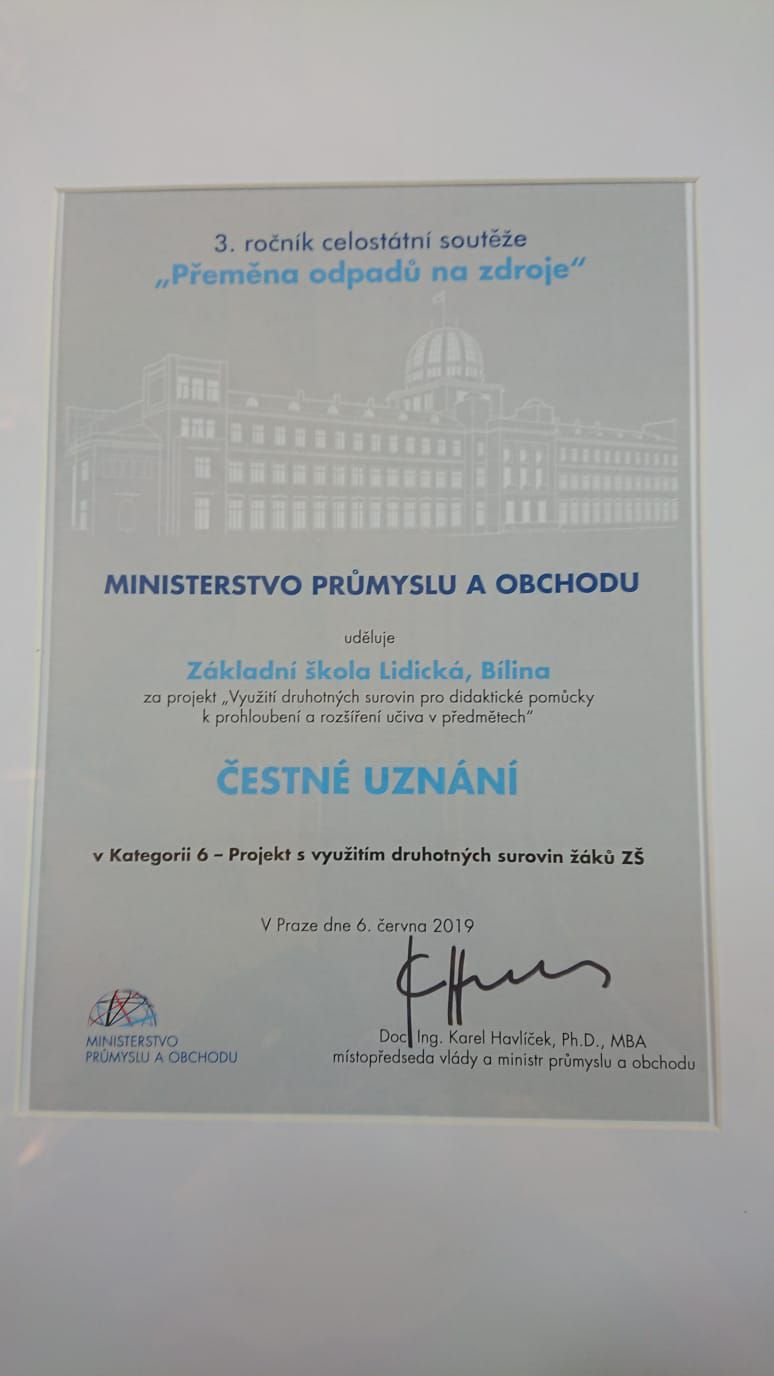 3. ročník celostátní soutěže
„Přeměna odpadů na zdroje“
MINISTERSTVO PRŮMYSLU A OBCHODU
uděluje
Základní škola Lidická, Bílina
za projekt „Využití druhotných surovin pro didaktické pomůcky
k prohloubení a rozšíření učiva v předmětech“
ČESTNÉ UZNÁNÍ
v Kategorii 6 – Projekt s využitím druhotných surovin žáků ZŠ
V Praze dne 6. června 2019
MINISTERSTVO
PRŮMYSLU A OBCHODU
Doc. Ing. Karel Havlíček, Ph.D., MBA
místopředseda vlády a ministr průmyslu a obchodu